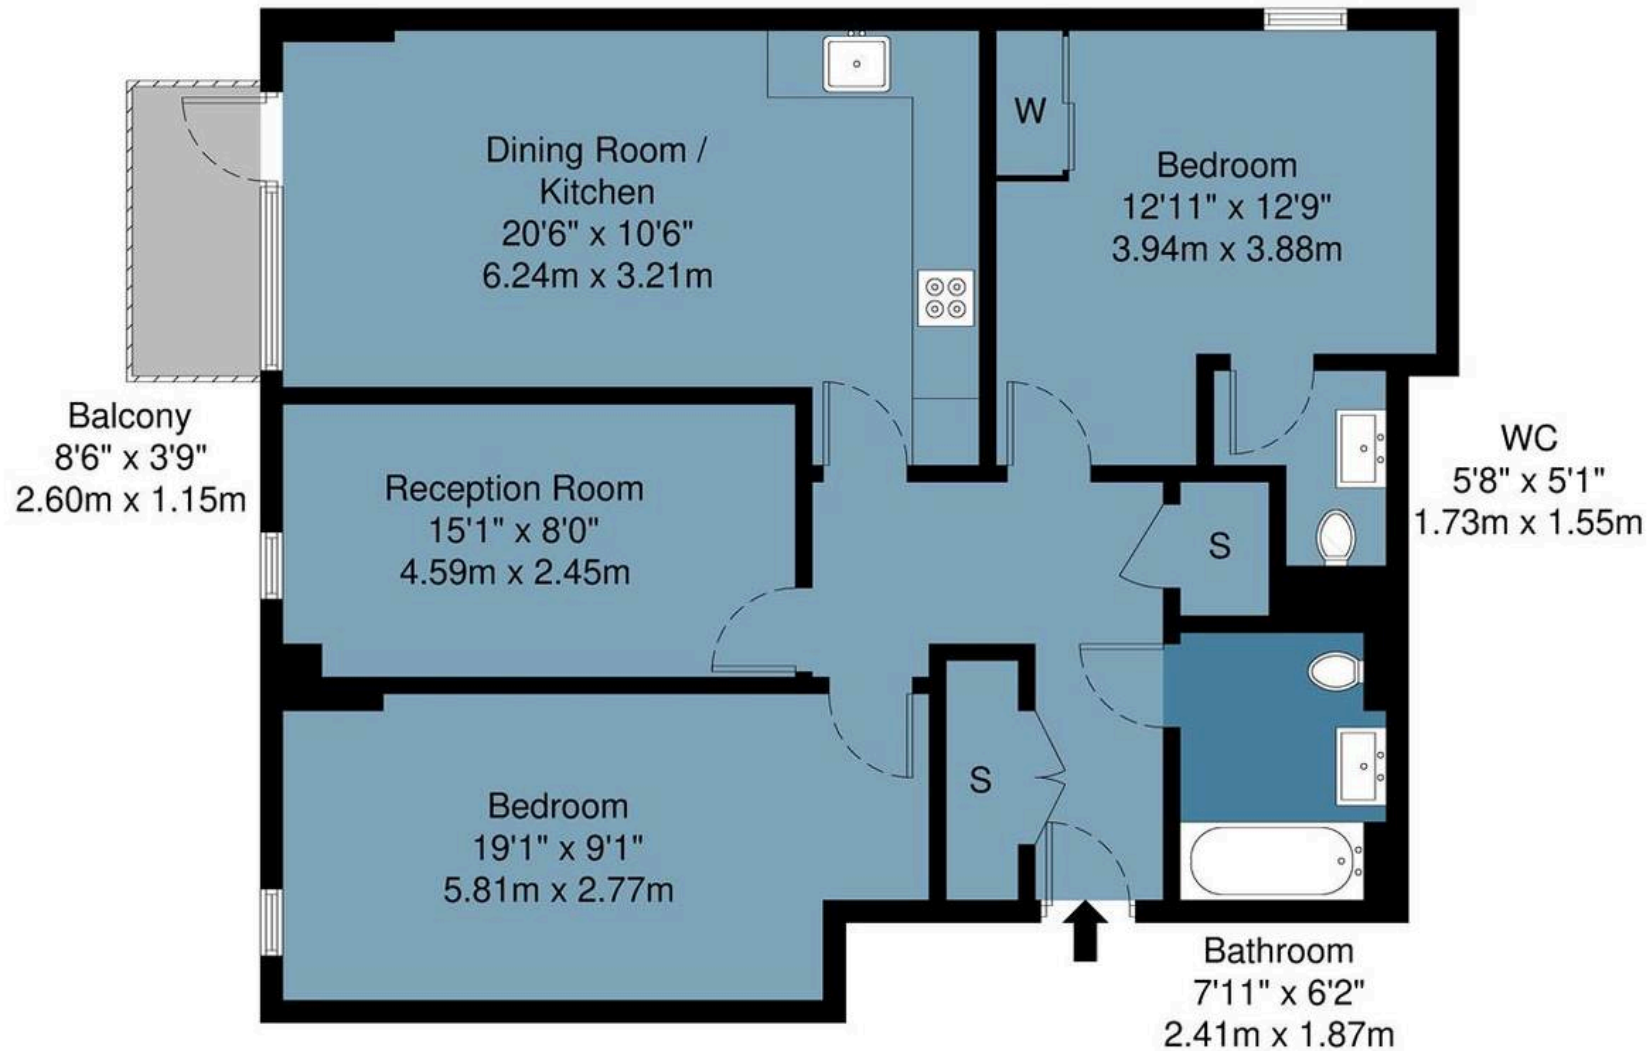 Dining Room /
Kitchen
20'6" x 10'6"
6.24m x 3.21m
W
Bedroom
12'11" x 12'9"
3.94m x 3.88m
Balcony
8'6" x 3'9"
2.60m x 1.15m
Reception Room
15'1" x 8'0"
4.59m x 2.45m
S
WC
5'8" x 5'1"
1.73m x 1.55m
Bedroom
19'1" x 9'1"
5.81m x 2.77m
S
Bathroom
7'11" x 6'2"
2.41m x 1.87m